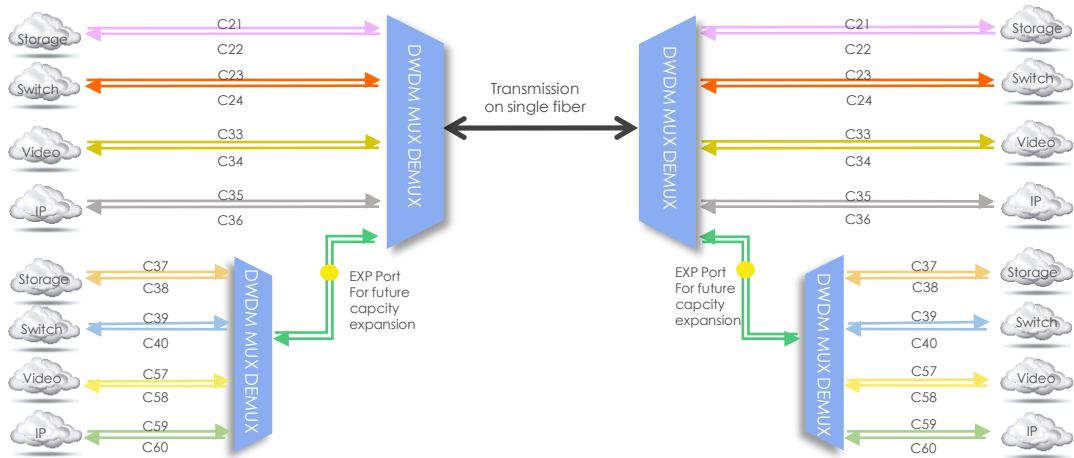 Storage
C21
C22
Switch
C23
C24
Video
C33
C34
IP
C35
C36
DWDM MUX DEMUX
Transmission
on single fiber
DWDM MUX DEMUX
C21
C22
Storage
C23
C24
Switch
C33
C34
Video
C35
C36
IP
Storage
C37
C38
Switch
C39
C40
Video
C57
C58
IP
C59
C60
DWDM MUX DEMUX
EXP Port
For future
capcity
expansion
EXP Port
For future
capcity
expansion
DWDM MUX DEMUX
C37
C38
Storage
C39
C40
Switch
C57
C58
Video
C59
C60
IP